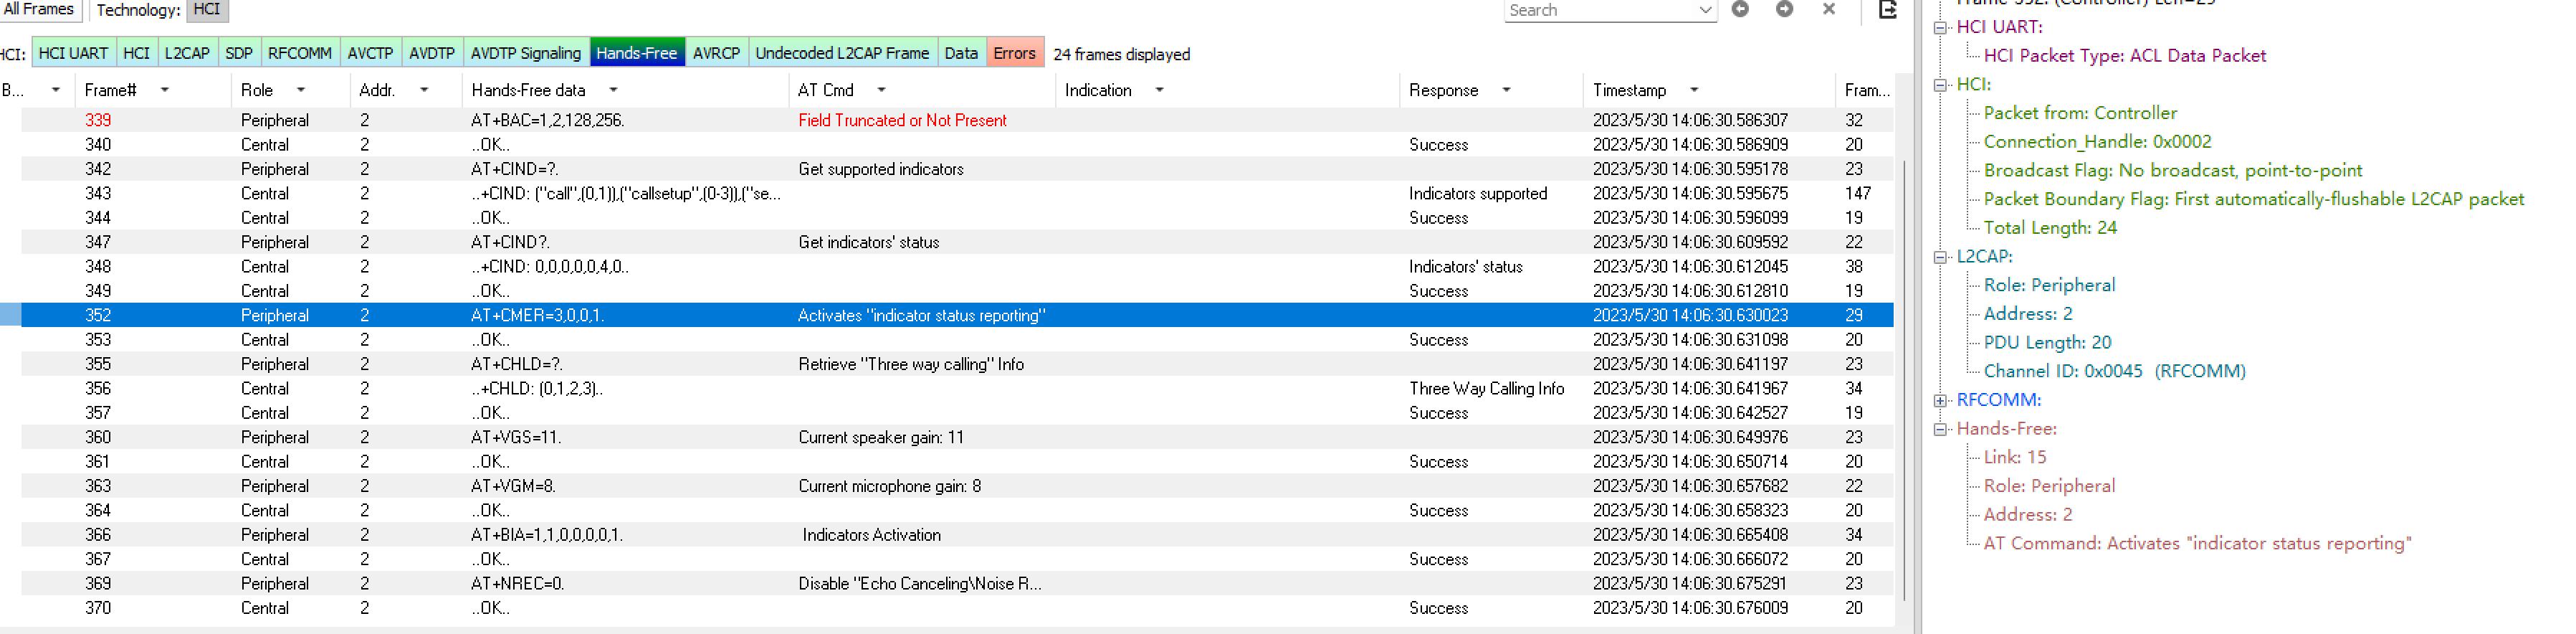 All Frames Technology: HCI Search
HCI: HCI UART HCI L2CAP SDP RFCOMM AVCTP AVDTP AVDTP Signaling Hands-Free AVRCP Undecoded L2CAP Frame Data Errors 24 frames displayed
B... Frame# Role Addr. Hands-Free data AT Cmd Indication Response Timestamp Fram...
339 Peripheral 2 AT+BAC=1,2,128,256. Field Truncated or Not Present 2023/5/30 14:06:30.586307 32
340 Central 2 ..OK.. Success 2023/5/30 14:06:30.586909 20
342 Peripheral 2 AT+CIND=?. Get supported indicators 2023/5/30 14:06:30.595178 23
343 Central 2 ..+CIND: ("call",(0,1)),("callsetup",(0-3)),("se... Indicators supported 2023/5/30 14:06:30.595675 147
344 Central 2 ..OK.. Success 2023/5/30 14:06:30.596099 19
347 Peripheral 2 AT+CIND?. Get indicators' status 2023/5/30 14:06:30.609592 22
348 Central 2 ..+CIND: 0,0,0,0,0,4,0.. Indicators' status 2023/5/30 14:06:30.612045 38
349 Central 2 ..OK.. Success 2023/5/30 14:06:30.612810 19
352 Peripheral 2 AT+CMER=3,0,0,1. Activates "indicator status reporting" 2023/5/30 14:06:30.630023 29
353 Central 2 ..OK.. Success 2023/5/30 14:06:30.631098 20
355 Peripheral 2 AT+CHLD=?. Retrieve "Three way calling" Info 2023/5/30 14:06:30.641197 23
356 Central 2 ..+CHLD: (0,1,2,3).. Three Way Calling Info 2023/5/30 14:06:30.641967 34
357 Central 2 ..OK.. Success 2023/5/30 14:06:30.642527 19
360 Peripheral 2 AT+VGS=11. Current speaker gain: 11 2023/5/30 14:06:30.649976 23
361 Central 2 ..OK.. Success 2023/5/30 14:06:30.650714 20
363 Peripheral 2 AT+VGM=8. Current microphone gain: 8 2023/5/30 14:06:30.657682 22
364 Central 2 ..OK.. Success 2023/5/30 14:06:30.658323 20
366 Peripheral 2 AT+BIA=1,1,0,0,0,0,1. Indicators Activation 2023/5/30 14:06:30.665408 34
367 Central 2 ..OK.. Success 2023/5/30 14:06:30.666072 20
369 Peripheral 2 AT+NREC=0. Disable "Echo Canceling\Noise R... 2023/5/30 14:06:30.675291 23
370 Central 2 ..OK.. Success 2023/5/30 14:06:30.676009 20
Frame 352: (Controller) Len=29
HCI UART:
HCI Packet Type: ACL Data Packet
HCI:
Packet from: Controller
Connection_Handle: 0x0002
Broadcast Flag: No broadcast, point-to-point
Packet Boundary Flag: First automatically-flushable L2CAP packet
Total Length: 24
L2CAP:
Role: Peripheral
Address: 2
PDU Length: 20
Channel ID: 0x0045 (RFCOMM)
RFCOMM:
Hands-Free:
Link: 15
Role: Peripheral
Address: 2
AT Command: Activates "indicator status reporting"